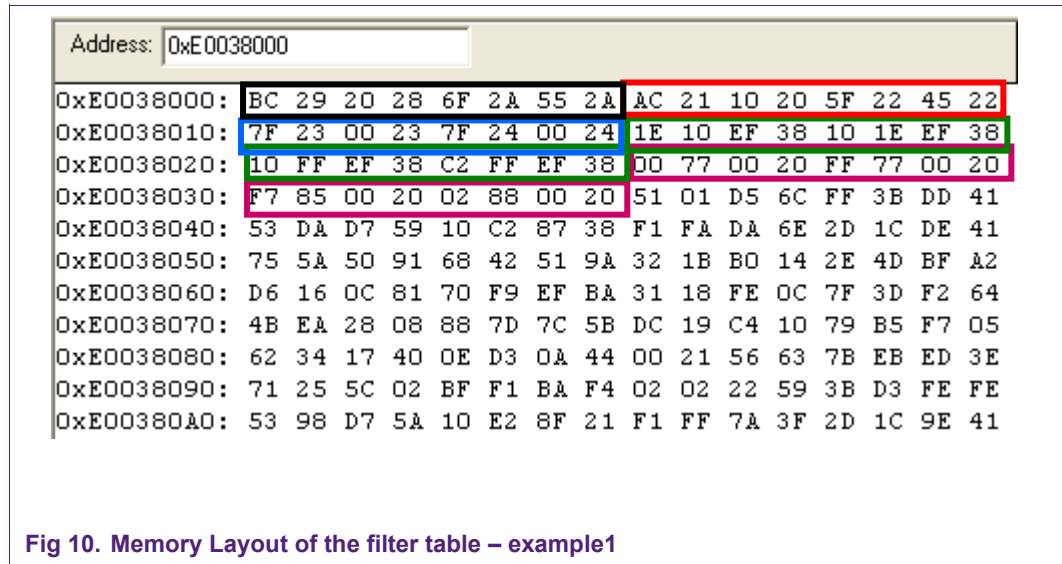 Address: 0xE0038000
0xE0038000: BC 29 20 28 6F 2A 55 2A AC 21 10 20 5F 22 45 22
0xE0038010: 7F 23 00 23 7F 24 00 24 1E 10 EF 38 10 1E EF 38
0xE0038020: 10 FF EF 38 C2 FF EF 38 00 77 00 20 FF 77 00 20
0xE0038030: F7 85 00 20 02 88 00 20 51 01 D5 6C FF 3B DD 41
0xE0038040: 53 DA D7 59 10 C2 87 38 F1 FA DA 6E 2D 1C DE 41
0xE0038050: 75 5A 50 91 68 42 51 9A 32 1B B0 14 2E 4D BF A2
0xE0038060: D6 16 0C 81 70 F9 EF BA 31 18 FE 0C 7F 3D F2 64
0xE0038070: 4B EA 28 08 88 7D 7C 5B DC 19 C4 10 79 B5 F7 05
0xE0038080: 62 34 17 40 0E D3 0A 44 00 21 56 63 7B EB ED 3E
0xE0038090: 71 25 5C 02 BF F1 BA F4 02 02 22 59 3B D3 FE FE
0xE00380A0: 53 98 D7 5A 10 E2 8F 21 F1 FF 7A 3F 2D 1C 9E 41
Fig 10. Memory Layout of the filter table – example1